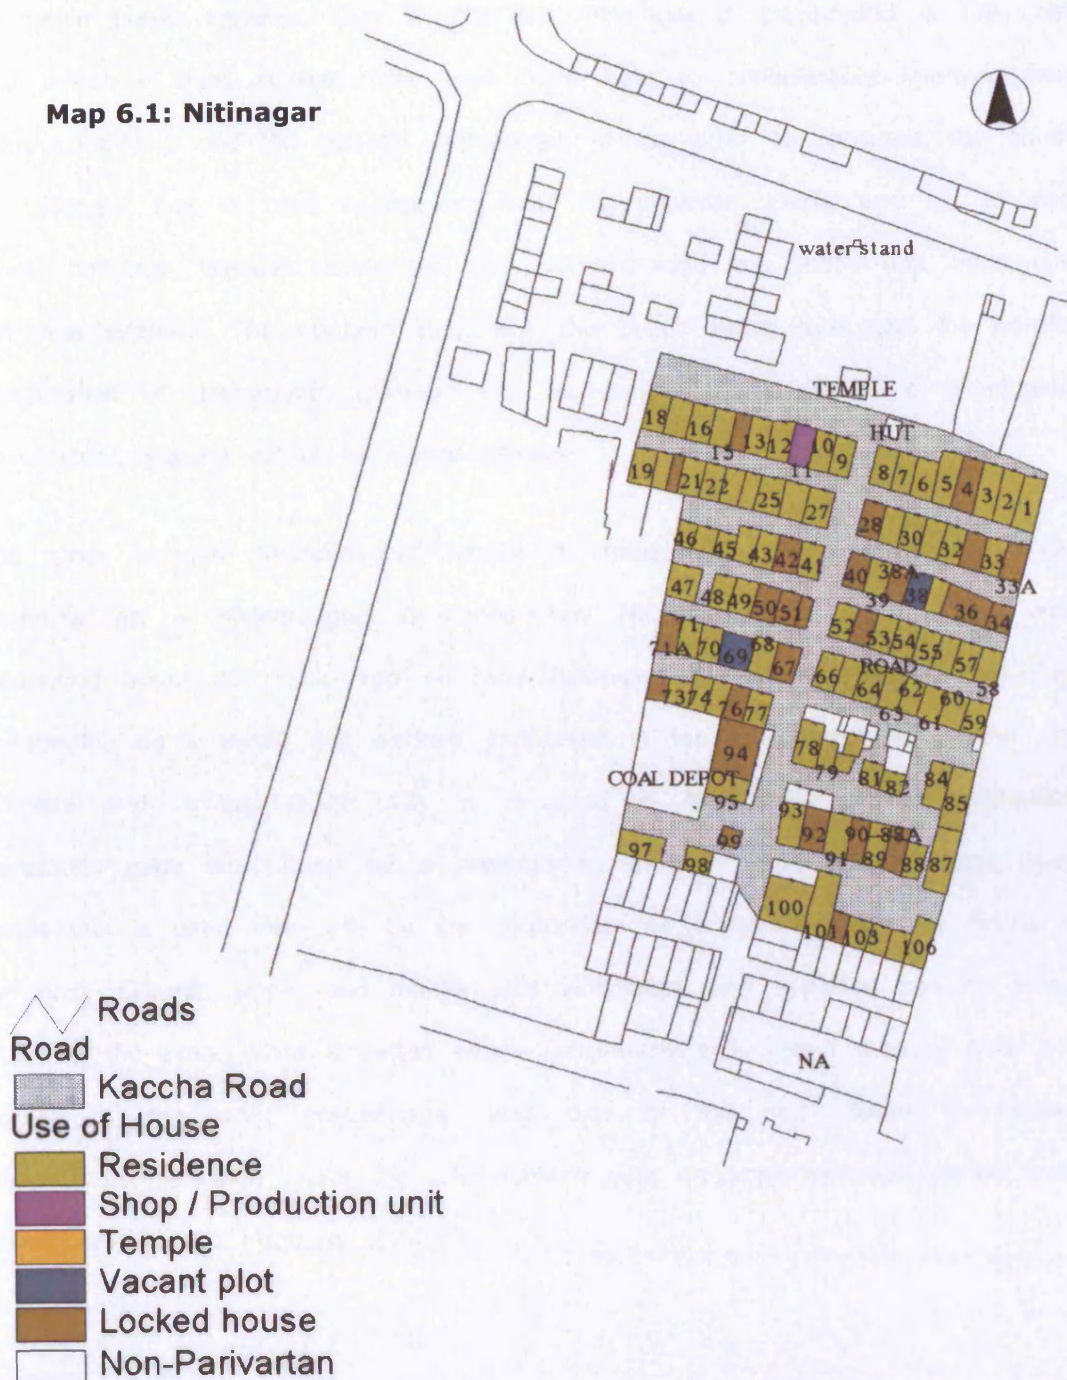 Map 6.1: Nitinagar
water stand
TEMPLE
HUT
18 16 15 13 12 11 10 9 8 7 6 5 4 3 2 1
19 21 22 25 27 28 30 32 33 33A
46 45 43 42 41 40 39 38A 38 36 34
47 48 49 50 51 52 53 54 55 57 58
71A 70 69 68 67 66 64 63 62 61 60 59
ROAD
73 74 76 77 78 79 81 82 84 85
94
COAL DEPOT
95 93 92 91 90 89 88A 88 87
97 98 99
100 101 103 106
NA
Roads
Road
Kaccha Road
Use of House
Residence
Shop / Production unit
Temple
Vacant plot
Locked house
Non-Parivartan